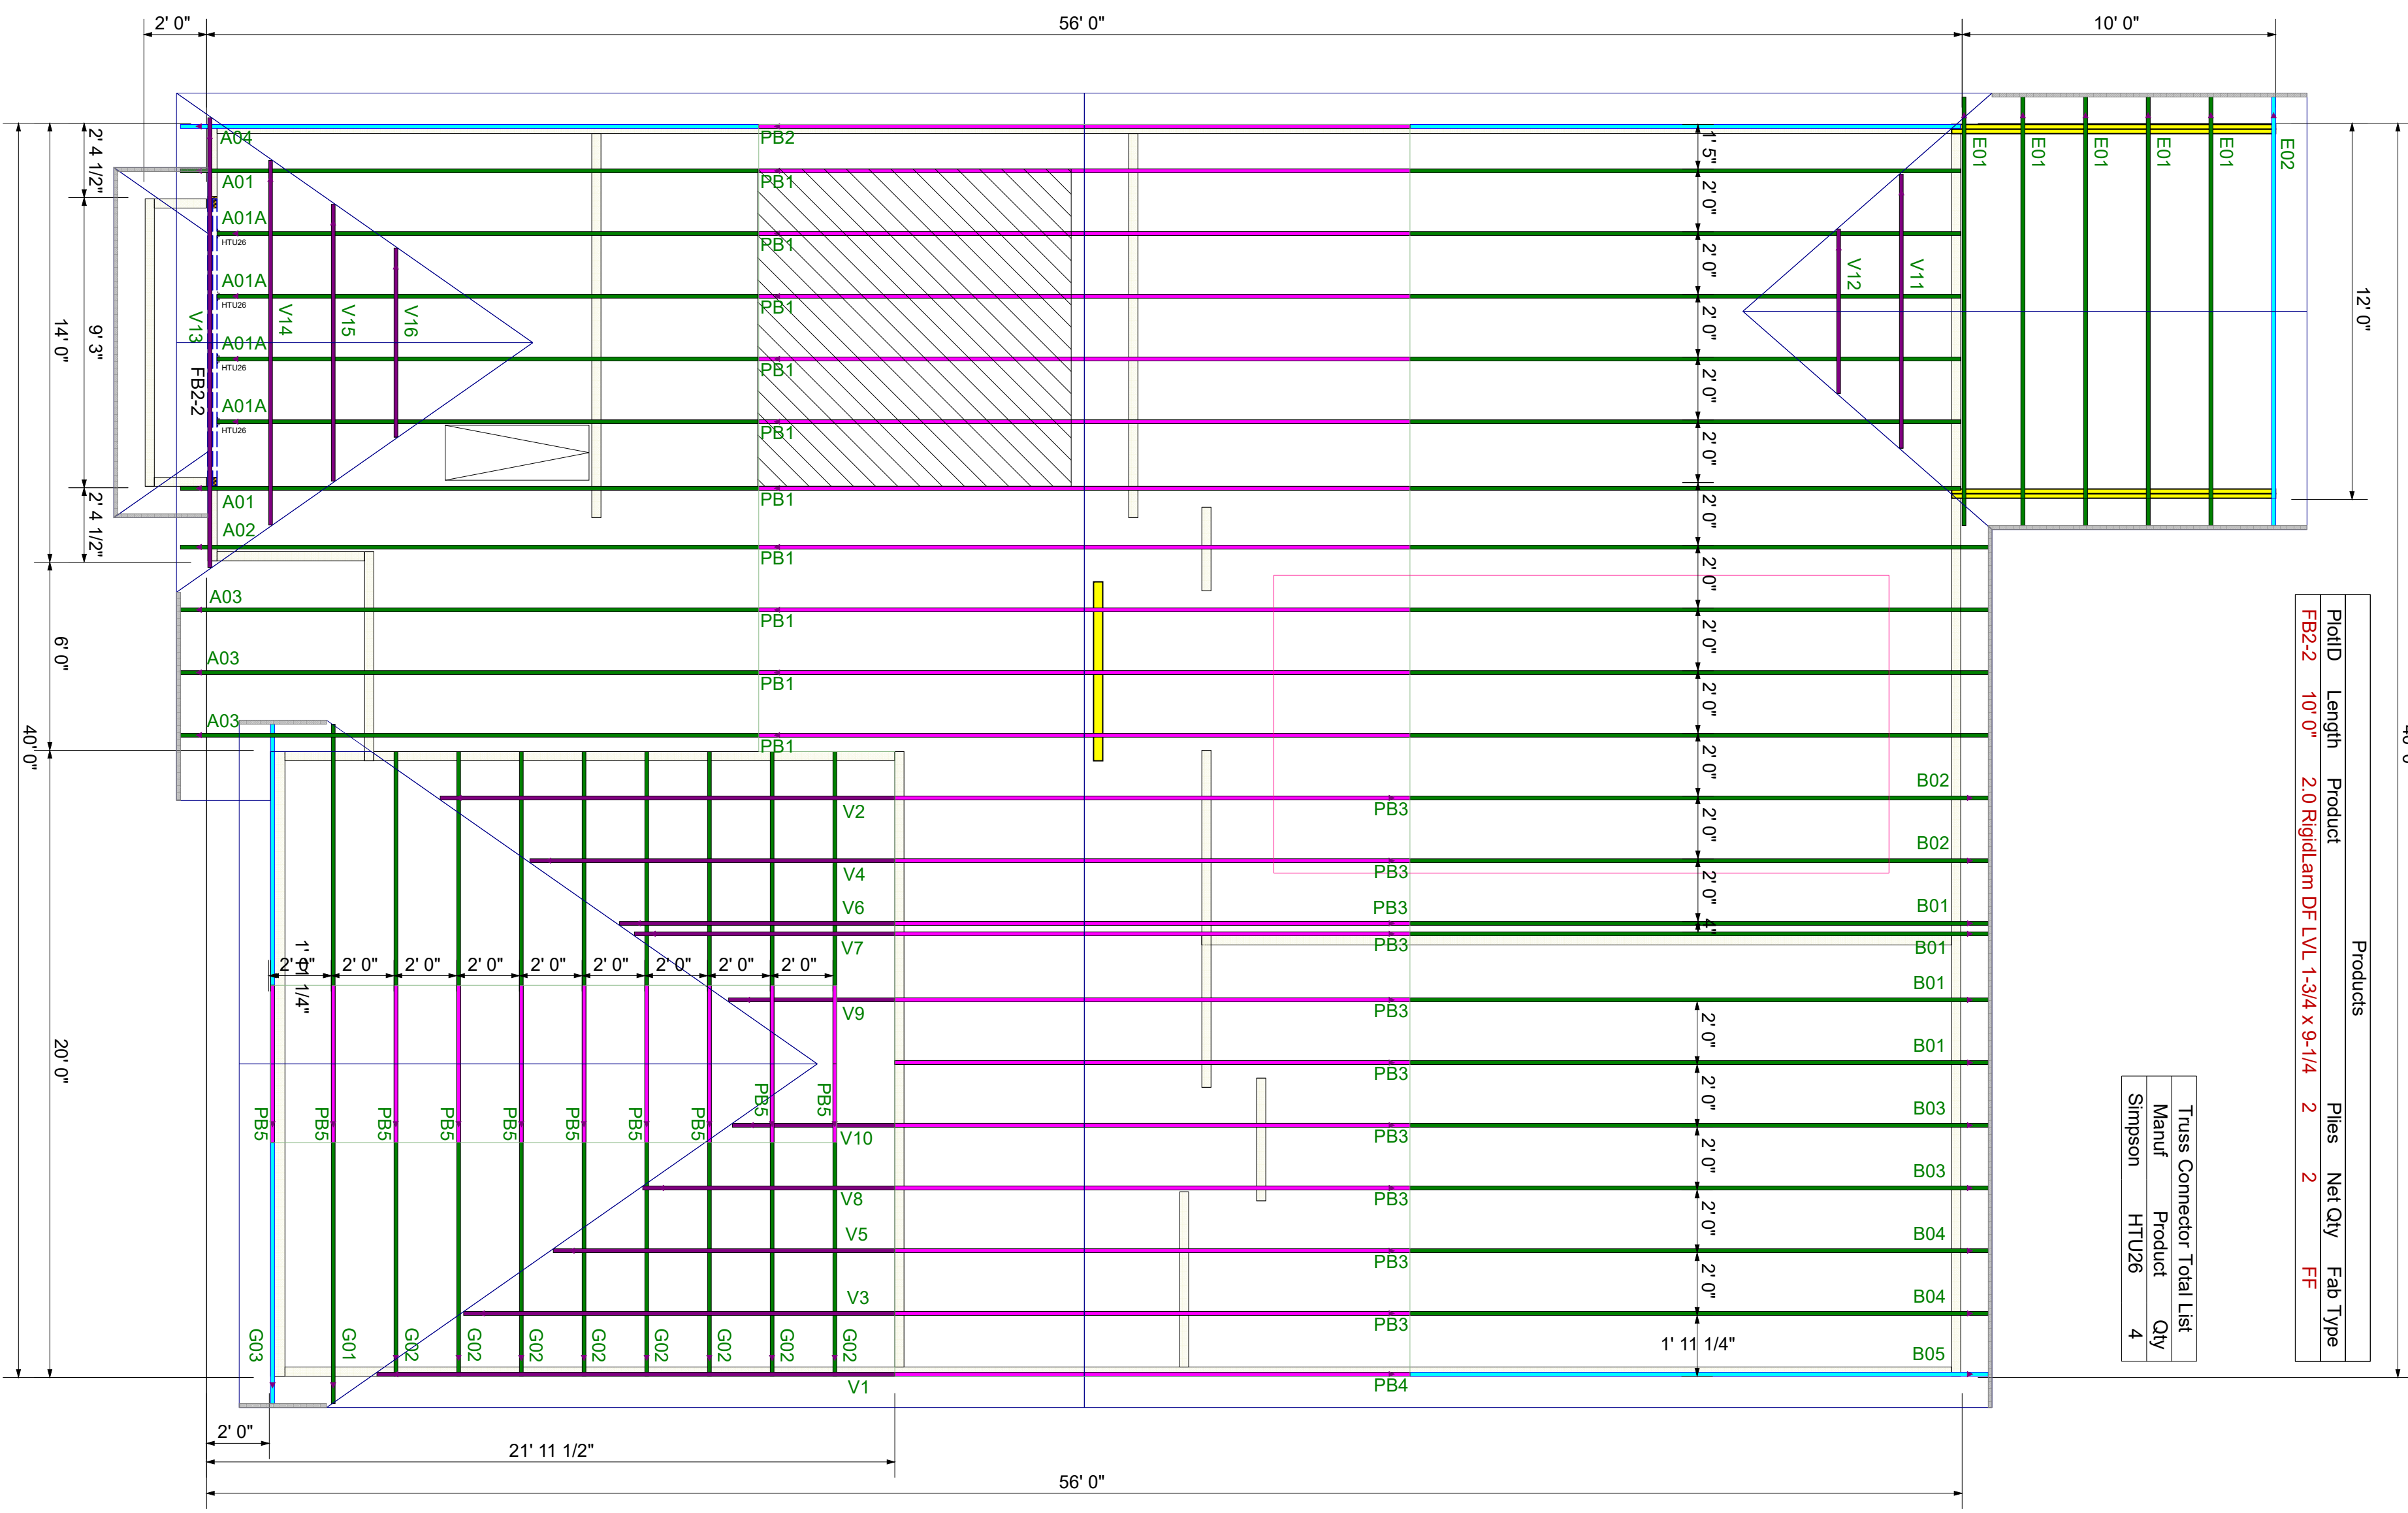 2' 0"
56' 0"
10' 0"
A04
PB2
1' 5"
E01
E01
E01
E01
E01
E02
2' 4 1/2"
A01
PB1
2' 0"
A01A
HTU26
PB1
2' 0"
A01A
HTU26
PB1
2' 0"
V12
V11
12' 0"
V13
V14
V15
V16
14' 0"
9' 3"
A01A
HTU26
PB1
2' 0"
FB2-2
A01A
HTU26
PB1
2' 0"
A01
PB1
2' 0"
2' 4 1/2"
A02
PB1
2' 0"
A03
PB1
2' 0"
6' 0"
A03
PB1
2' 0"
A03
PB1
2' 0"
40' 0"
B02
V2
PB3
2' 0"
B02
V4
PB3
2' 0"
V6
PB3
B01
4"
V7
PB3
B01
1' 11 1/4"
2' 0"
2' 0"
2' 0"
2' 0"
2' 0"
2' 0"
2' 0"
2' 0"
2' 0"
B01
V9
PB3
2' 0"
20' 0"
B01
PB3
2' 0"
PB5
PB5
PB5
PB5
PB5
PB5
PB5
PB5
PB5
PB5
B03
V10
PB3
2' 0"
B03
V8
PB3
2' 0"
V5
B04
PB3
2' 0"
V3
B04
PB3
1' 11 1/4"
G03
G01
G02
G02
G02
G02
G02
G02
G02
G02
B05
V1
PB4
2' 0"
21' 11 1/2"
56' 0"
Products
PlotID Length Product Plies Net Qty Fab Type
FB2-2 10' 0" 2.0 RigidLam DF LVL 1-3/4 x 9-1/4 2 2 FF
Truss Connector Total List
Manuf Product Qty
Simpson HTU26 4